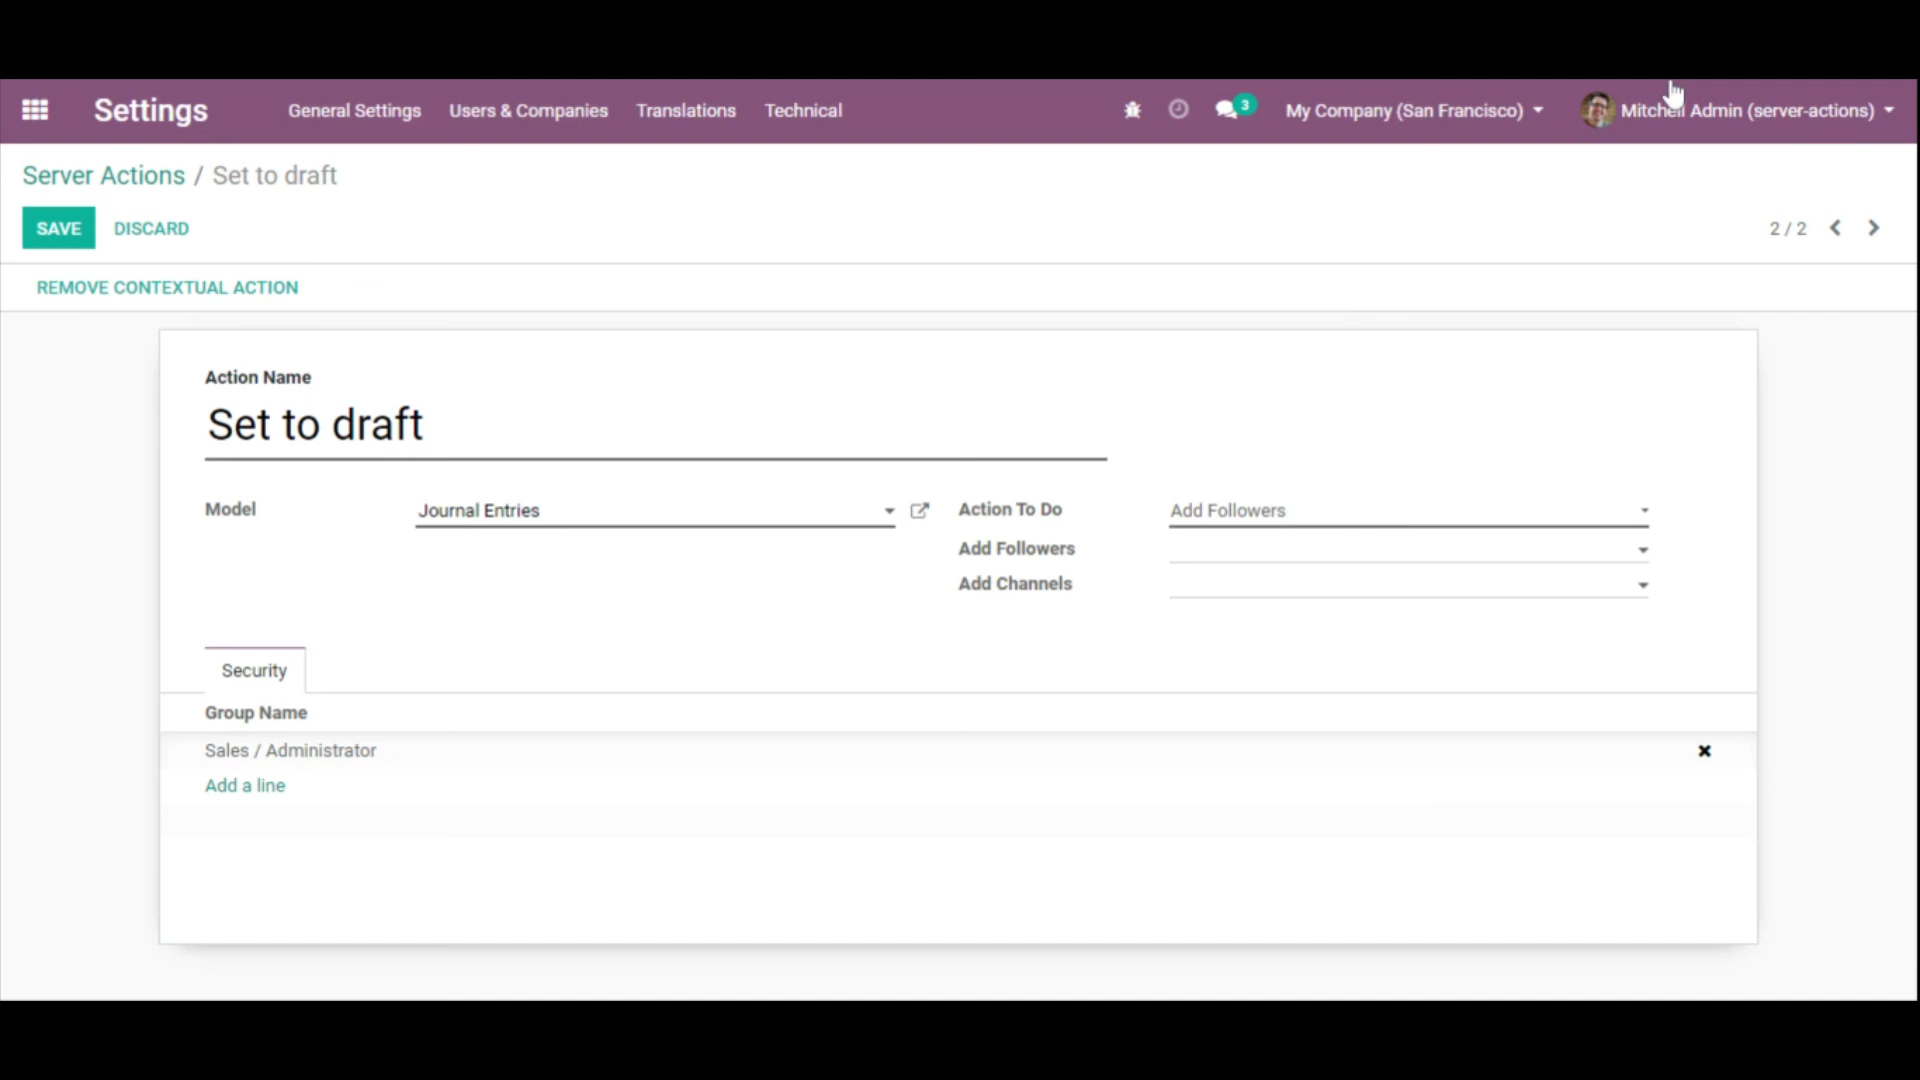 Settings General Settings Users & Companies Translations Technical 3 My Company (San Francisco) Mitchell Admin (server-actions)
Server Actions / Set to draft
SAVE DISCARD 2 / 2
REMOVE CONTEXTUAL ACTION
Action Name
Set to draft
Model Journal Entries Action To Do Add Followers
Add Followers
Add Channels
Security
Group Name
Sales / Administrator
Add a line